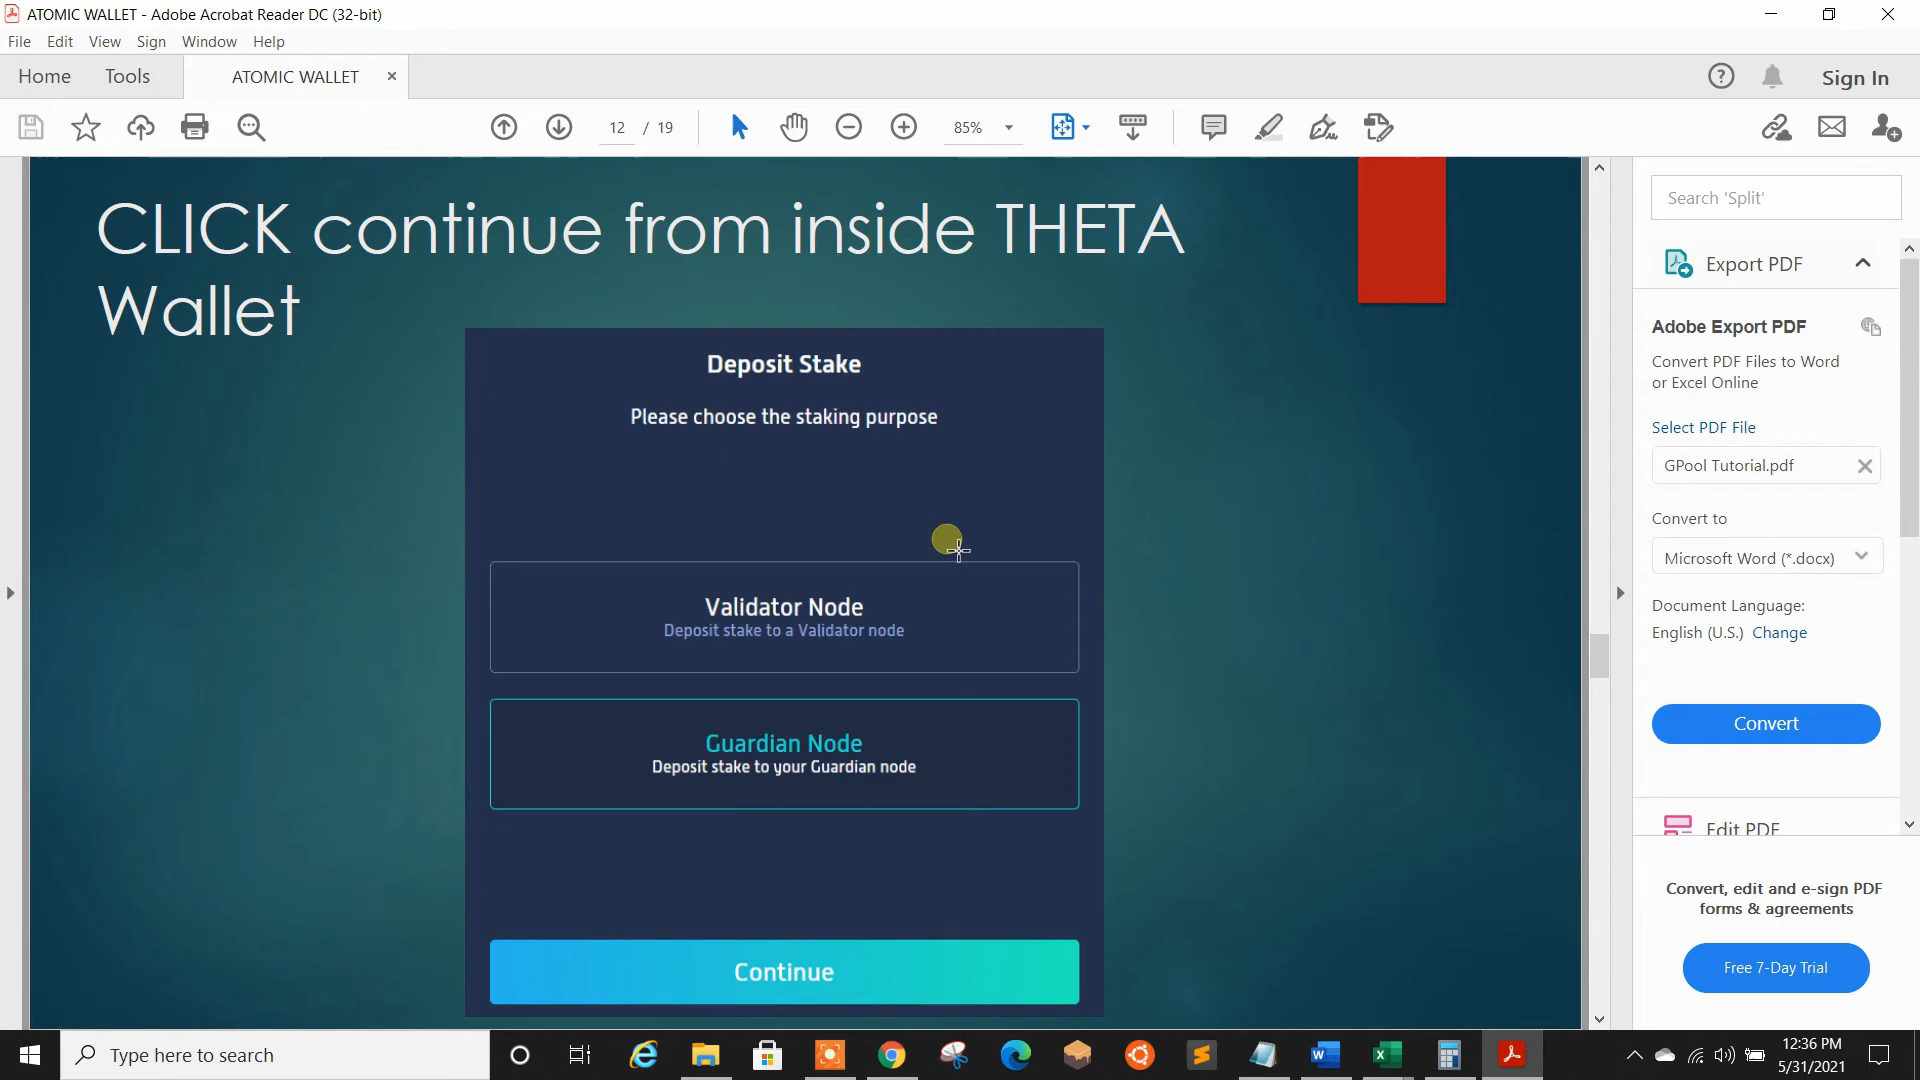 ATOMIC WALLET - Adobe Acrobat Reader DC (32-bit)
File Edit View Sign Window Help
Home Tools ATOMIC WALLET Sign In
12 / 19 85%
CLICK continue from inside THETA
Wallet
Deposit Stake
Please choose the staking purpose
Validator Node
Deposit stake to a Validator node
Guardian Node
Deposit stake to your Guardian node
Continue
Search 'Split'
Export PDF
Adobe Export PDF
Convert PDF Files to Word
or Excel Online
Select PDF File
GPool Tutorial.pdf
Convert to
Microsoft Word (*.docx)
Document Language:
English (U.S.) Change
Convert
Edit PDF
Convert, edit and e-sign PDF
forms & agreements
Free 7-Day Trial
Type here to search
12:36 PM
5/31/2021